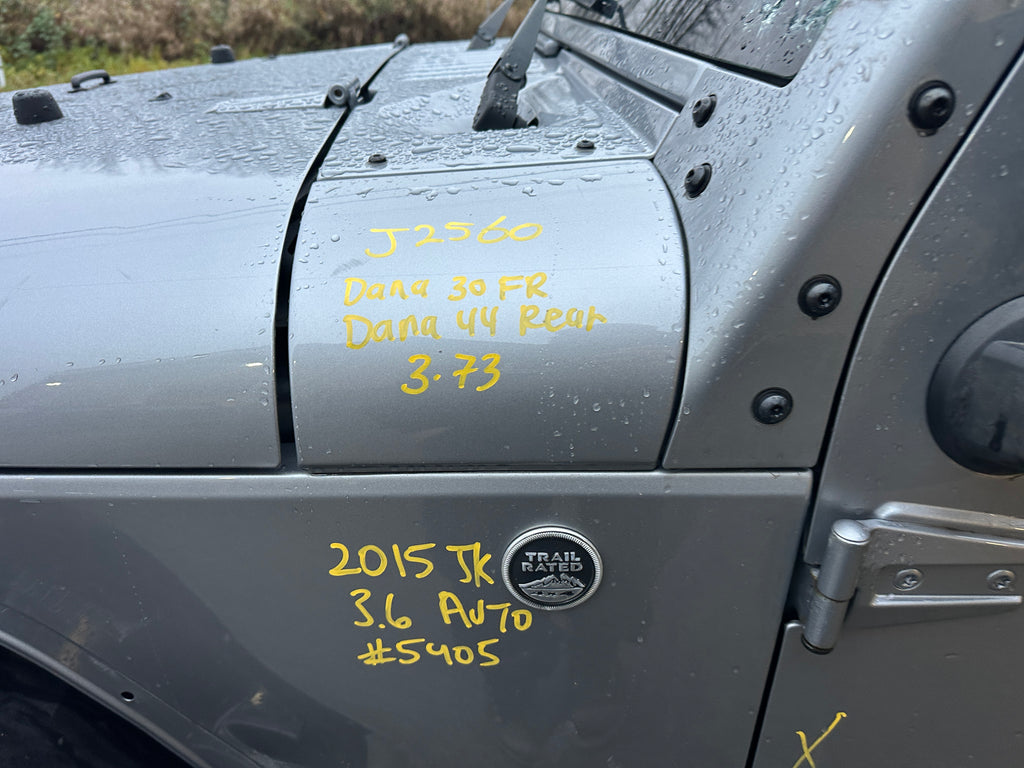 J2560
Dana 30 FR
Dana 44 Rear
3.73
2015 JK
3.6 AUTO
#5405
TRAIL
RATED
X